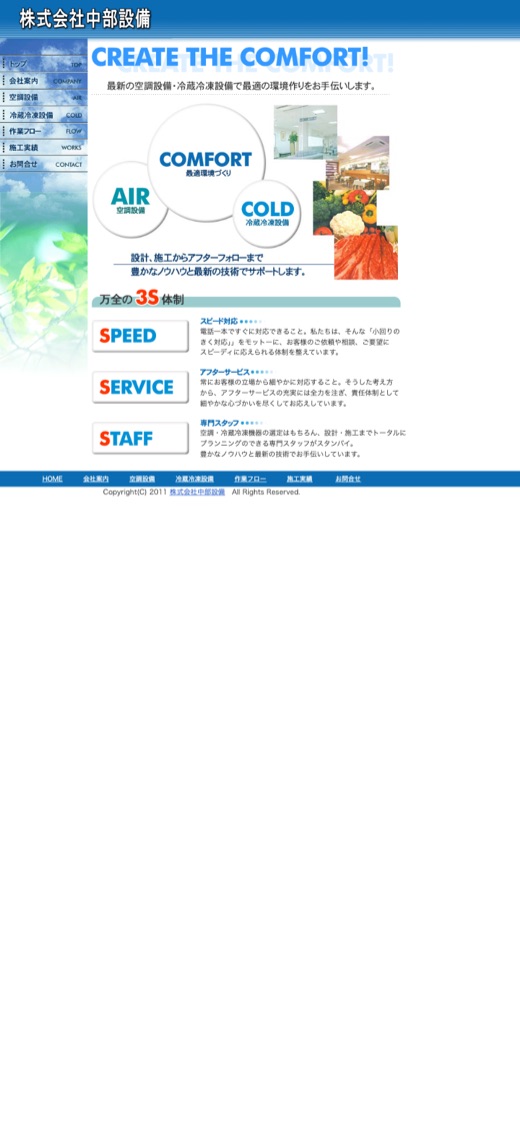 株式会社中部設備
トップ TOP
会社案内 COMPANY
空調設備 AIR
冷蔵冷凍設備 COLD
作業フロー FLOW
施工実績 WORKS
お問合せ CONTACT
CREATE THE COMFORT!
最新の空調設備・冷蔵冷凍設備で最適の環境作りをお手伝いします。
COMFORT
最適環境づくり
AIR
空調設備
COLD
冷蔵冷凍設備
設計、施工からアフターフォローまで
豊かなノウハウと最新の技術でサポートします。
万全の3S体制
SPEED
スピード対応
電話一本ですぐに対応できること。私たちは、そんな「小回りの
きく対応」」をモットーに、お客様のご依頼や相談、ご要望に
スピーディに応えられる体制を整えています。
SERVICE
アフターサービス
常にお客様の立場から細やかに対応すること。そうした考え方
から、アフターサービスの充実には全力を注ぎ、責任体制として
細やかな心づかいを尽くしてお応えしています。
STAFF
専門スタッフ
空調・冷蔵冷凍機器の選定はもちろん、設計・施工までトータルに
プランニングのできる専門スタッフがスタンバイ。
豊かなノウハウと最新の技術でお手伝いしています。
HOME 会社案内 空調設備 冷蔵冷凍設備 作業フロー 施工実績 お問合せ
Copyright(C) 2011 株式会社中部設備 All Rights Reserved.